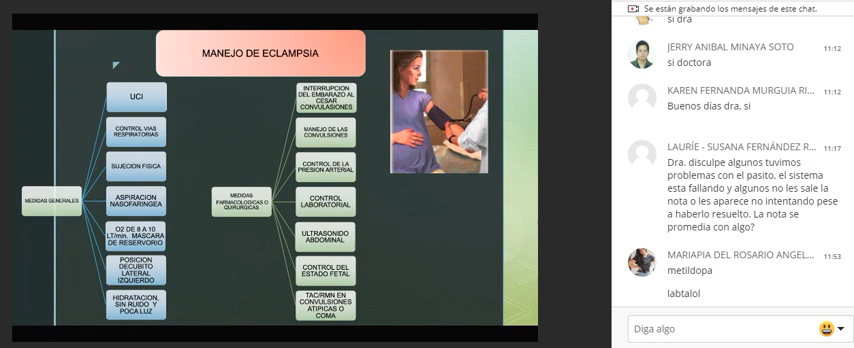 MANEJO DE ECLAMPSIA
MEDIDAS GENERALES
UCI
CONTROL VIAS
RESPIRATORIAS
SUJECION FISICA
ASPIRACION
NASOFARINGEA
O2 DE 8 A 10
LT/min. MASCARA
DE RESERVORIO
POSICION
DECUBITO
LATERAL
IZQUIERDO
HIDRATACION,
SIN RUIDO Y
POCA LUZ
MEDIDAS
FARMACOLOGICAS O
QUIRURGICAS
INTERRUPCION
DEL EMBARAZO AL
CESAR
CONVULSIONES
MANEJO DE LAS
CONVULSIONES
CONTROL DE LA
PRESION ARTERIAL
CONTROL
LABORATORIAL
ULTRASONIDO
ABDOMINAL
CONTROL DEL
ESTADO FETAL
TAC/RMN EN
CONVULSIONES
ATIPICAS O
COMA
Se están grabando los mensajes de este chat.
si dra
JERRY ANIBAL MINAYA SOTO 11:12
si doctora
KAREN FERNANDA MURGUIA RI... 11:12
Buenos días dra, si
LAURÍE - SUSANA FERNÁNDEZ R... 11:17
Dra. disculpe algunos tuvimos
problemas con el pasito, el sistema
esta fallando y algunos no les sale la
nota o les aparece no intentando pese
a haberlo resuelto. La nota se
promedia con algo?
MARIAPIA DEL ROSARIO ANGEL... 11:53
metildopa
labtalol
Diga algo